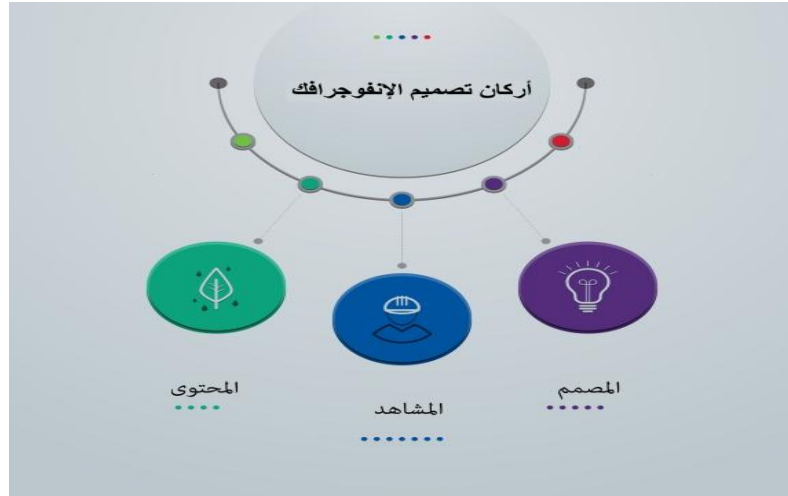 أركان تصميم الإنفوجرافك
المصمم
المشاهد
المحتوى